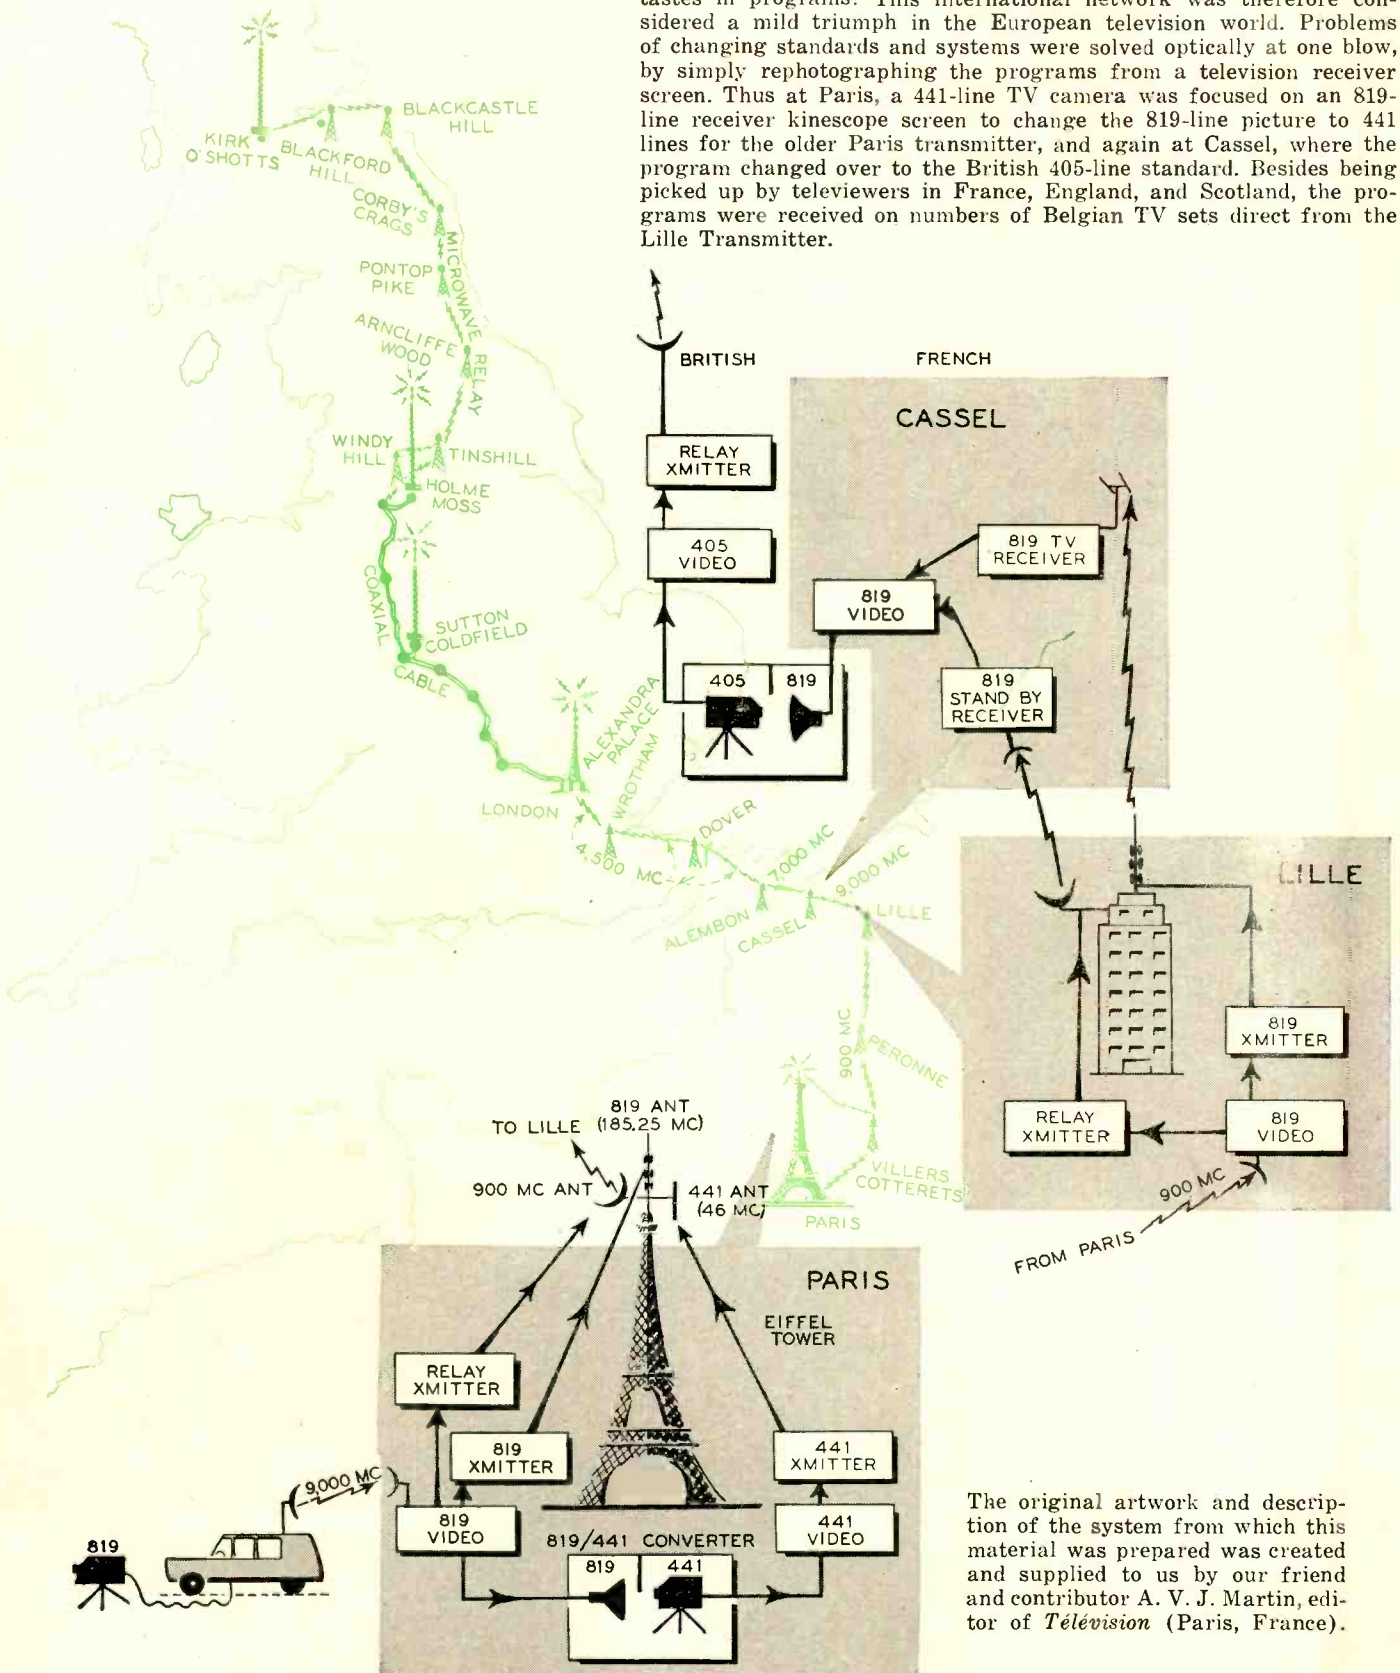 tastes in programs. This international network was therefore con-
sidered a mild triumph in the European television world. Problems
of changing standards and systems were solved optically at one blow,
by simply rephotographing the programs from a television receiver
screen. Thus at Paris, a 441-line TV camera was focused on an 819-
line receiver kinescope screen to change the 819-line picture to 441
lines for the older Paris transmitter, and again at Cassel, where the
program changed over to the British 405-line standard. Besides being
picked up by televiewers in France, England, and Scotland, the pro-
grams were received on numbers of Belgian TV sets direct from the
Lille Transmitter.
KIRK
O'SHOTTS
BLACKFORD
HILL
BLACKCASTLE
HILL
CORBY'S
CRAGS
MICROWAVE RELAY
PONTOP
PIKE
ARNCLIFFE
WOOD
WINDY
HILL
TINSHILL
HOLME
MOSS
COAXIAL
CABLE
SUTTON
COLDFIELD
ALEXANDRA
PALACE
WROTHAM
LONDON
DOVER
4,500 MC
7,000 MC
9,000 MC
ALEMBON
CASSEL
LILLE
900 MC
PERONNE
VILLERS
COTTERETS
PARIS
BRITISH
FRENCH
CASSEL
RELAY
XMITTER
405
VIDEO
819 TV
RECEIVER
819
VIDEO
405
819
819
STAND BY
RECEIVER
LILLE
819
XMITTER
RELAY
XMITTER
819
VIDEO
900 MC
FROM PARIS
819 ANT
(185.25 MC)
TO LILLE
900 MC ANT
441 ANT
(46 MC)
PARIS
EIFFEL
TOWER
RELAY
XMITTER
819
XMITTER
441
XMITTER
9,000 MC
819
VIDEO
441
VIDEO
819/441 CONVERTER
819
441
819
The original artwork and descrip-
tion of the system from which this
material was prepared was created
and supplied to us by our friend
and contributor A. V. J. Martin, edi-
tor of Télévision (Paris, France).